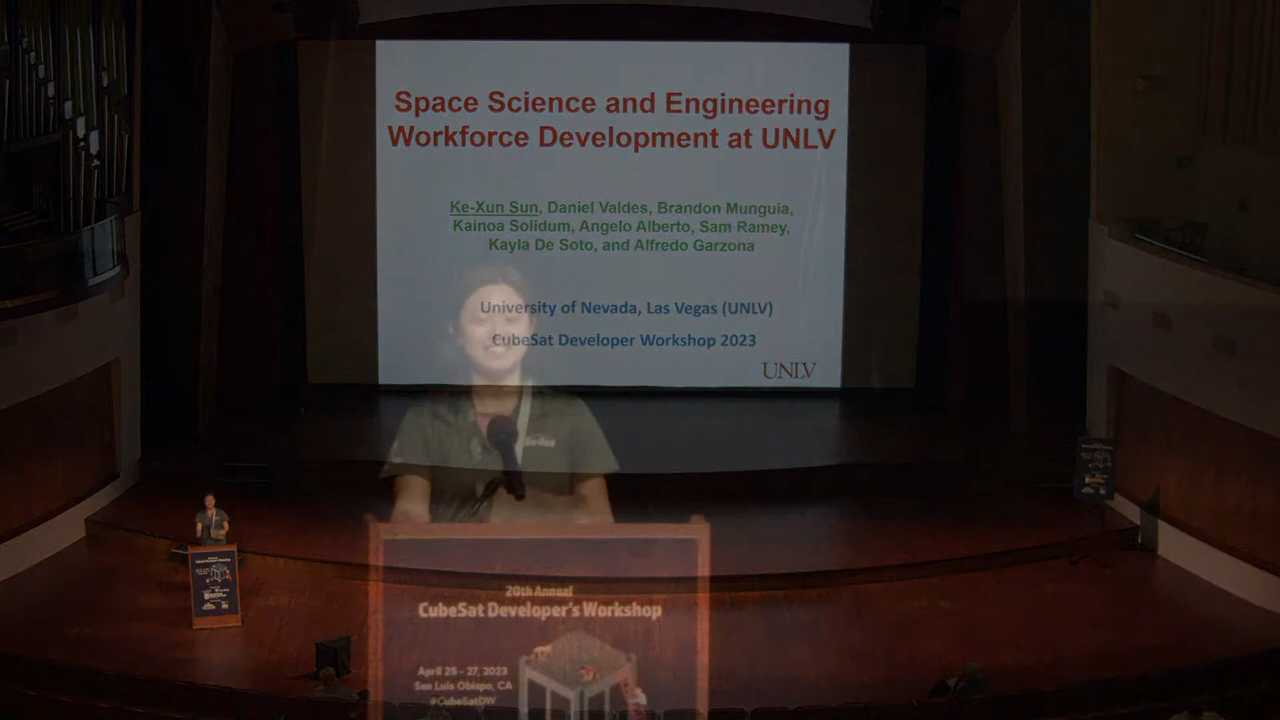 Space Science and Engineering
Workforce Development at UNLV
Ke-Xun Sun, Daniel Valdes, Brandon Munguia,
Kainoa Solidum, Angelo Alberto, Sam Ramey,
Kayla De Soto, and Alfredo Garzona
University of Nevada, Las Vegas (UNLV)
CubeSat Developer Workshop 2023
UNLV
20th Annual
CubeSat Developer's Workshop
April 25 - 27, 2023
San Luis Obispo, CA
#CubeSatDW